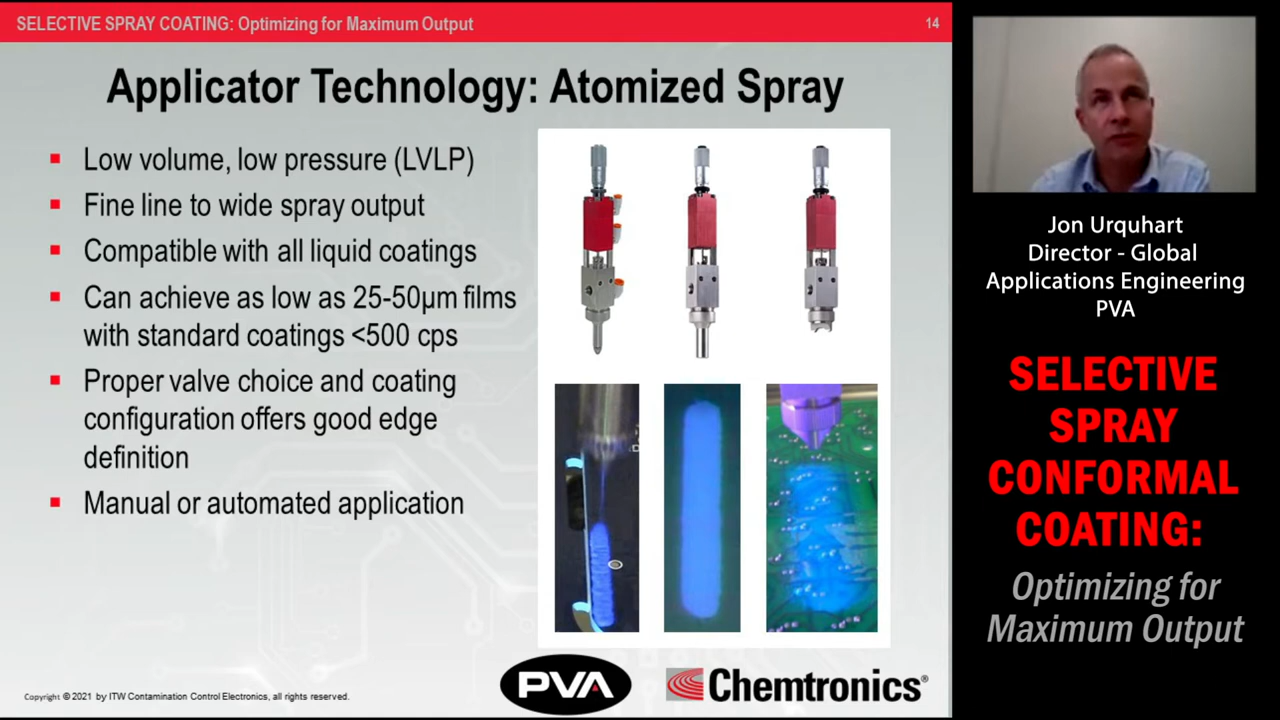 SELECTIVE SPRAY COATING: Optimizing for Maximum Output
14
Applicator Technology: Atomized Spray
▪ Low volume, low pressure (LVLP)
▪ Fine line to wide spray output
▪ Compatible with all liquid coatings
▪ Can achieve as low as 25-50µm films
with standard coatings <500 cps
▪ Proper valve choice and coating
configuration offers good edge
definition
▪ Manual or automated application
Copyright © 2021 by ITW Contamination Control Electronics, all rights reserved.
PVA
Chemtronics®
Jon Urquhart
Director - Global
Applications Engineering
PVA
SELECTIVE
SPRAY
CONFORMAL
COATING:
Optimizing for
Maximum Output